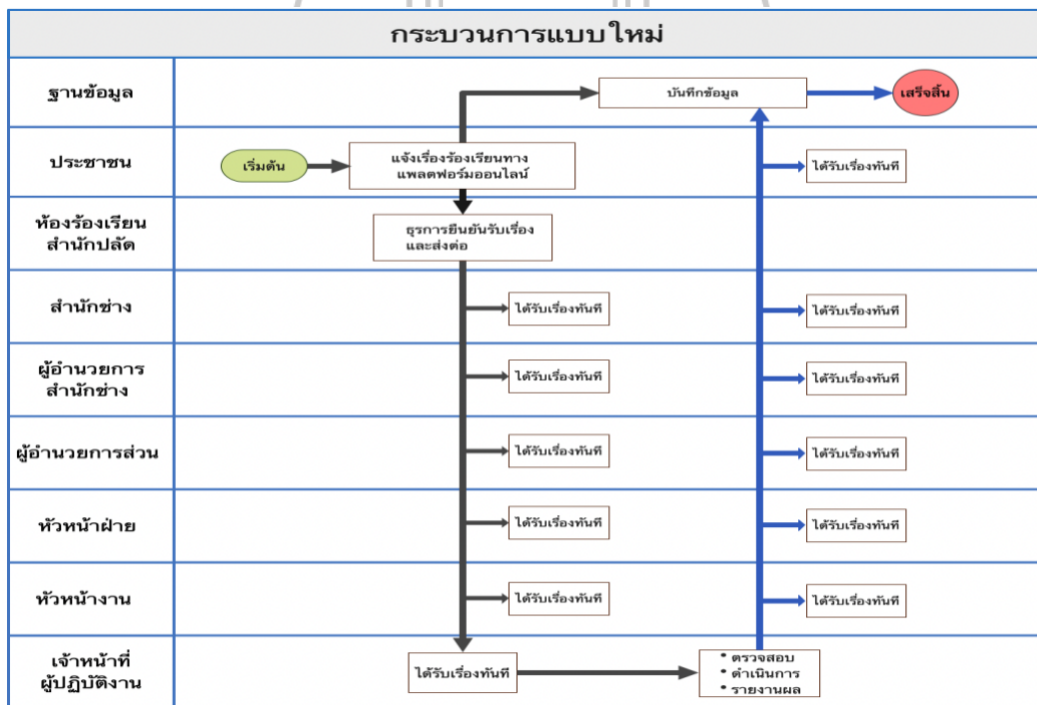 กระบวนการแบบใหม่
ฐานข้อมูล
บันทึกข้อมูล
เสร็จสิ้น
ประชาชน
เริ่มต้น
แจ้งเรื่องร้องเรียนทาง
แพลตฟอร์มออนไลน์
ได้รับเรื่องทันที
ห้องร้องเรียน
สำนักปลัด
ธุรการยืนยันรับเรื่อง
และส่งต่อ
สำนักช่าง
ได้รับเรื่องทันที
ได้รับเรื่องทันที
ผู้อำนวยการ
สำนักช่าง
ได้รับเรื่องทันที
ได้รับเรื่องทันที
ผู้อำนวยการส่วน
ได้รับเรื่องทันที
ได้รับเรื่องทันที
หัวหน้าฝ่าย
ได้รับเรื่องทันที
ได้รับเรื่องทันที
หัวหน้างาน
ได้รับเรื่องทันที
ได้รับเรื่องทันที
เจ้าหน้าที่
ผู้ปฏิบัติงาน
ได้รับเรื่องทันที
• ตรวจสอบ
• ดำเนินการ
• รายงานผล